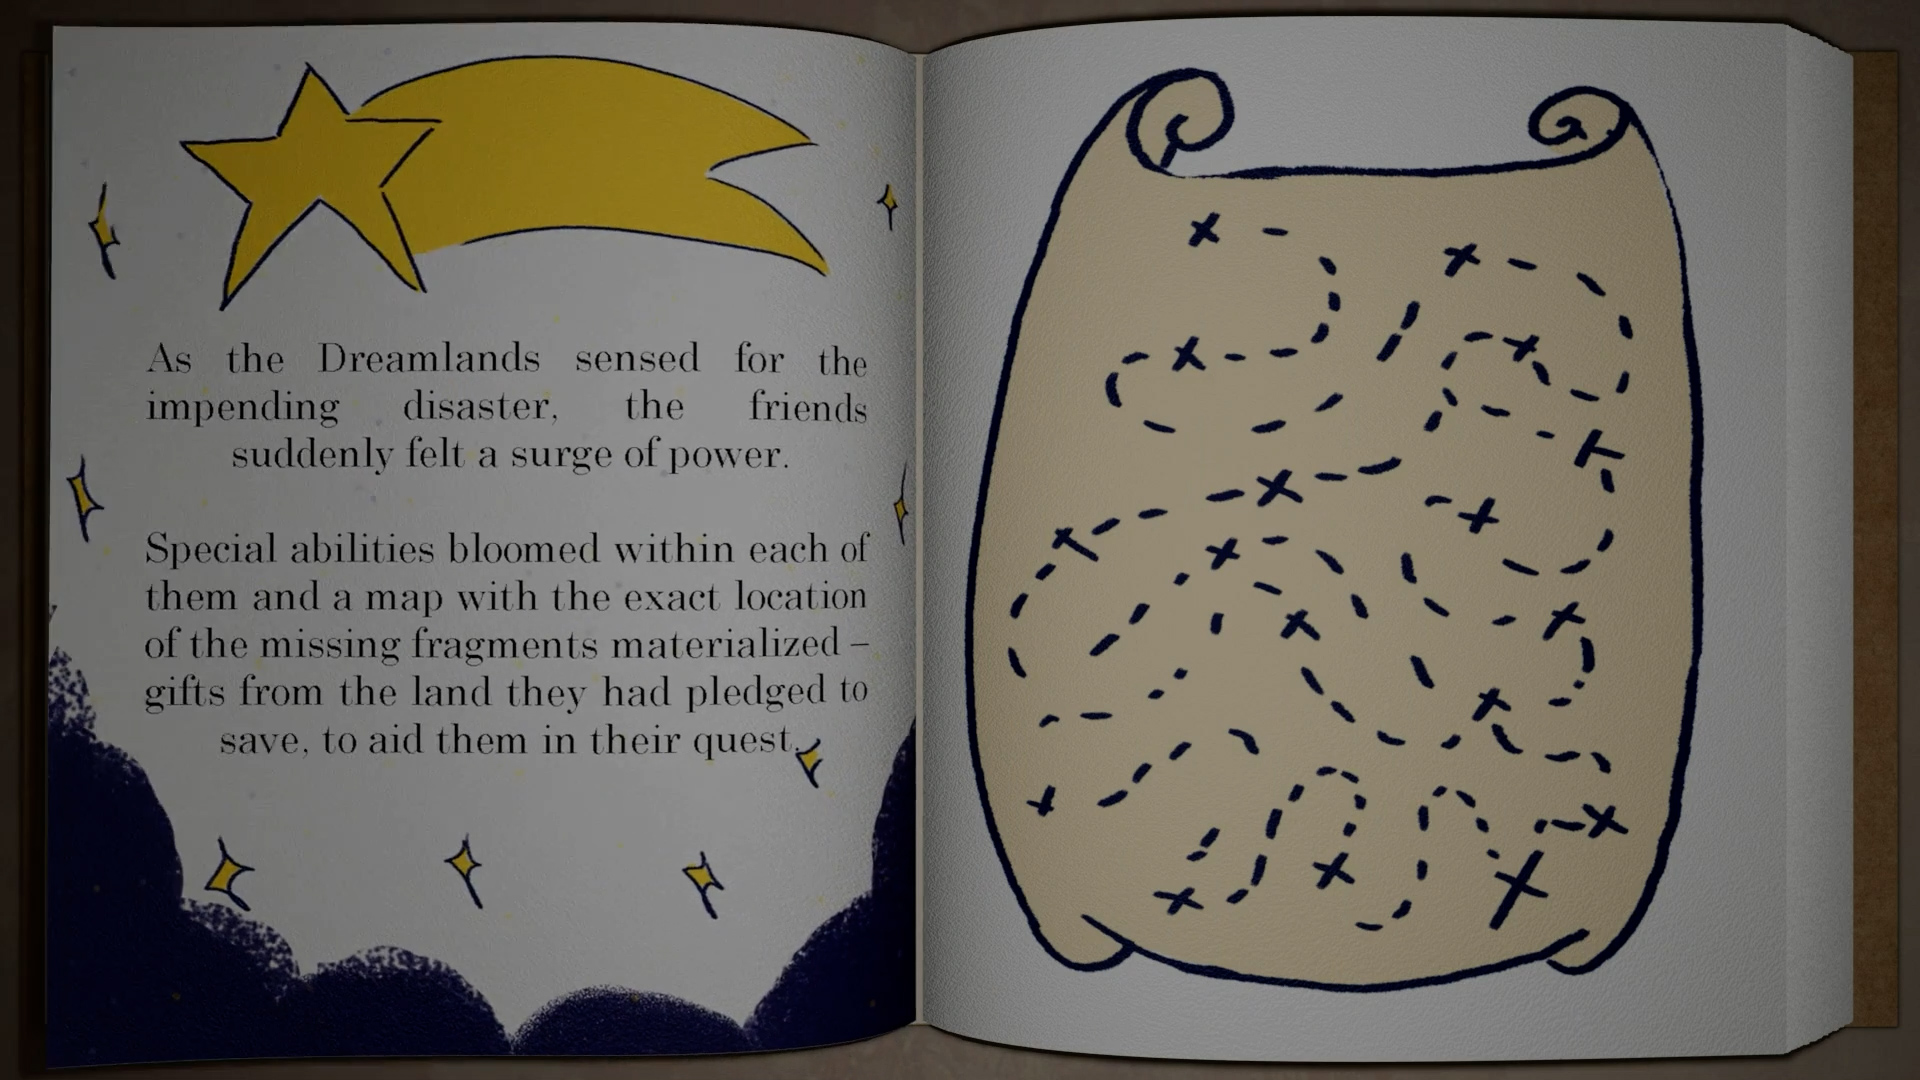 As the Dreamlands sensed for the
impending disaster, the friends
suddenly felt a surge of power.
Special abilities bloomed within each of
them and a map with the exact location
of the missing fragments materialized –
gifts from the land they had pledged to
save, to aid them in their quest.